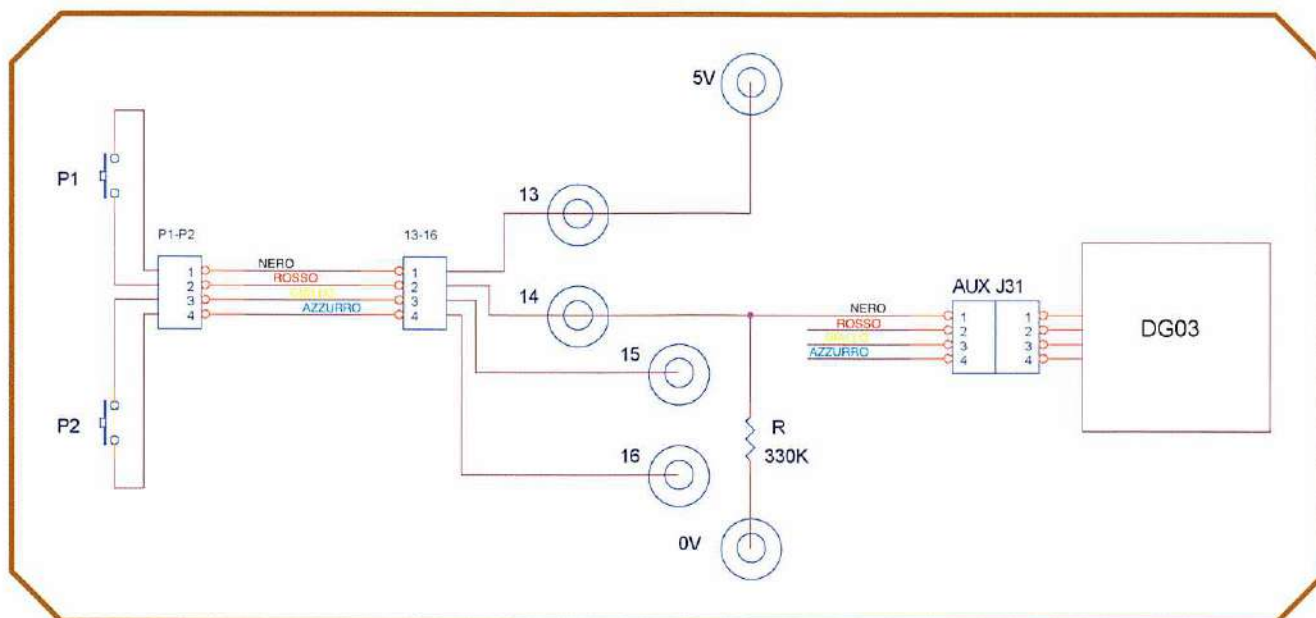 5V
P1
13
P1-P2
13-16
1 NERO 1
2 ROSSO 2
3 GIALLO 3
4 AZZURRO 4
14
15
16
P2
R
330K
0V
AUX J31
NERO 1 1
ROSSO 2 2
GIALLO 3 3
AZZURRO 4 4
DG03